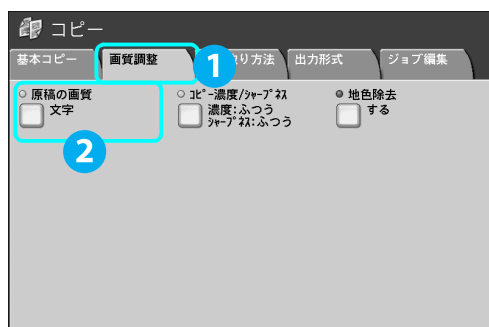 コピー
基本コピー
画質調整
1
り方法
出力形式
ジョブ編集
原稿の画質
文字
コピー濃度/シャープネス
濃度:ふつう
シャープネス:ふつう
地色除去
する
2